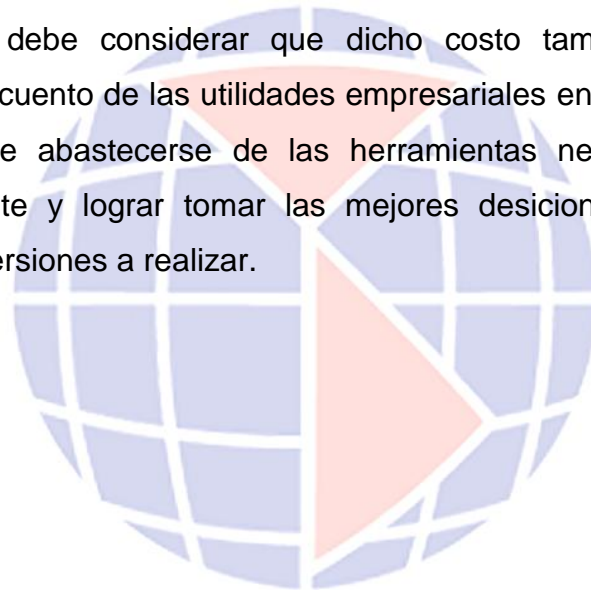 debe considerar que dicho costo tam
cuento de las utilidades empresariales en
e abastecerse de las herramientas ne
te y lograr tomar las mejores desicion
ersiones a realizar.